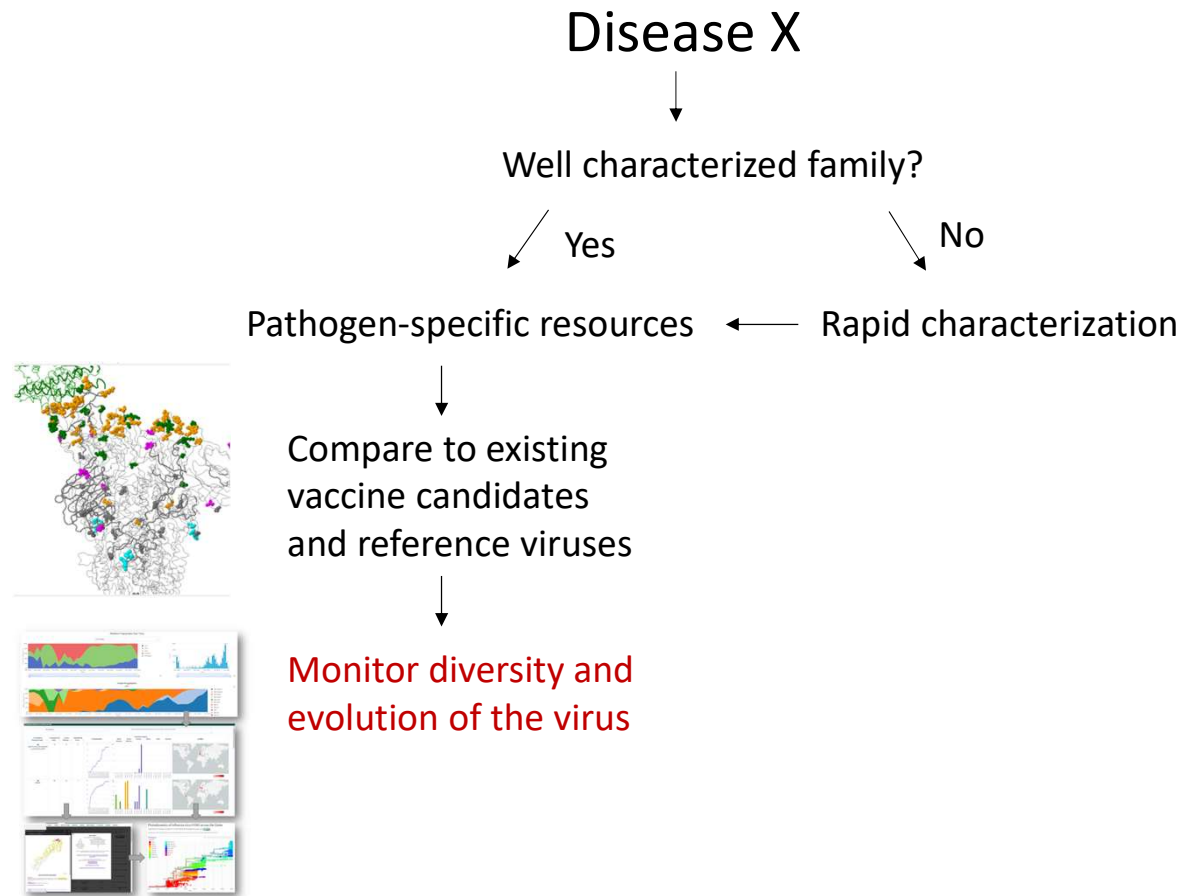 Disease X
Well characterized family?
Yes
No
Pathogen-specific resources
Rapid characterization
Compare to existing
vaccine candidates
and reference viruses
Monitor diversity and
evolution of the virus